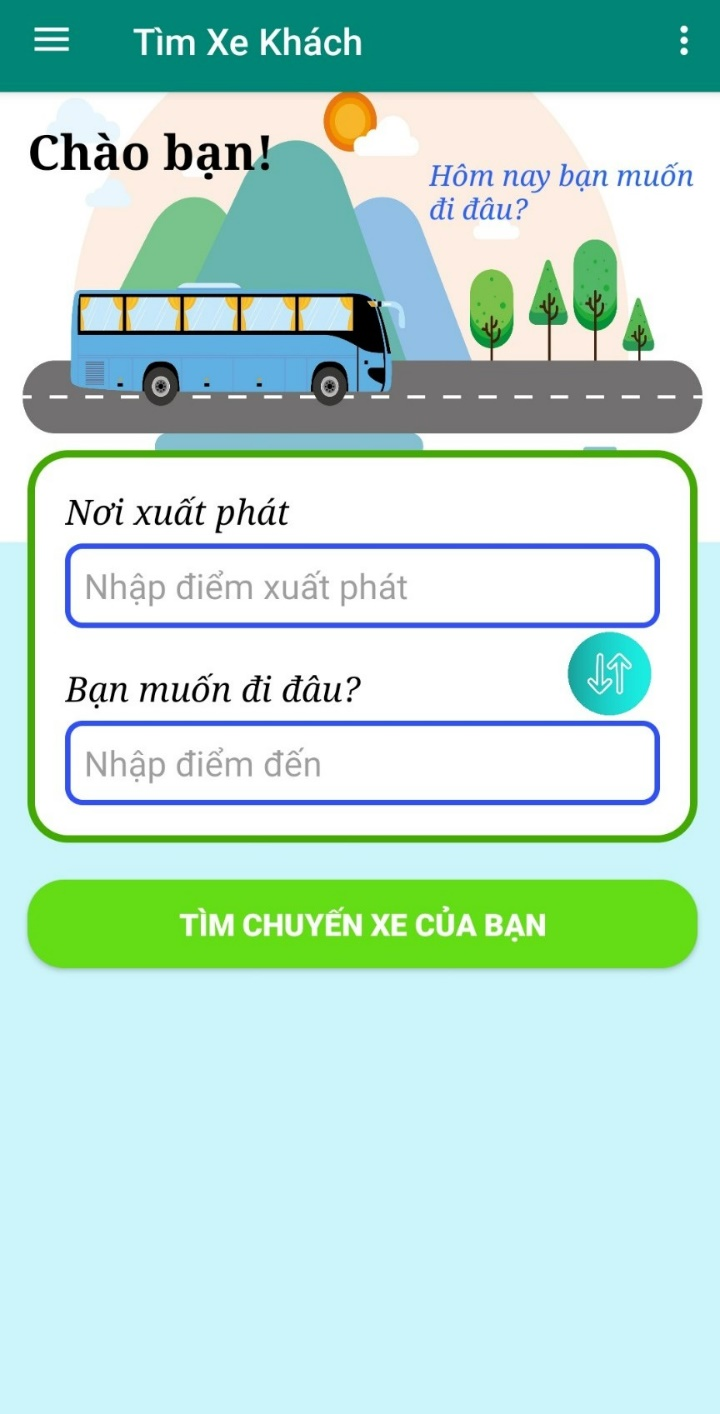 Tìm Xe Khách
Chào bạn!
Hôm nay bạn muốn
đi đâu?
Nơi xuất phát
Nhập điểm xuất phát
Bạn muốn đi đâu?
Nhập điểm đến
TÌM CHUYẾN XE CỦA BẠN